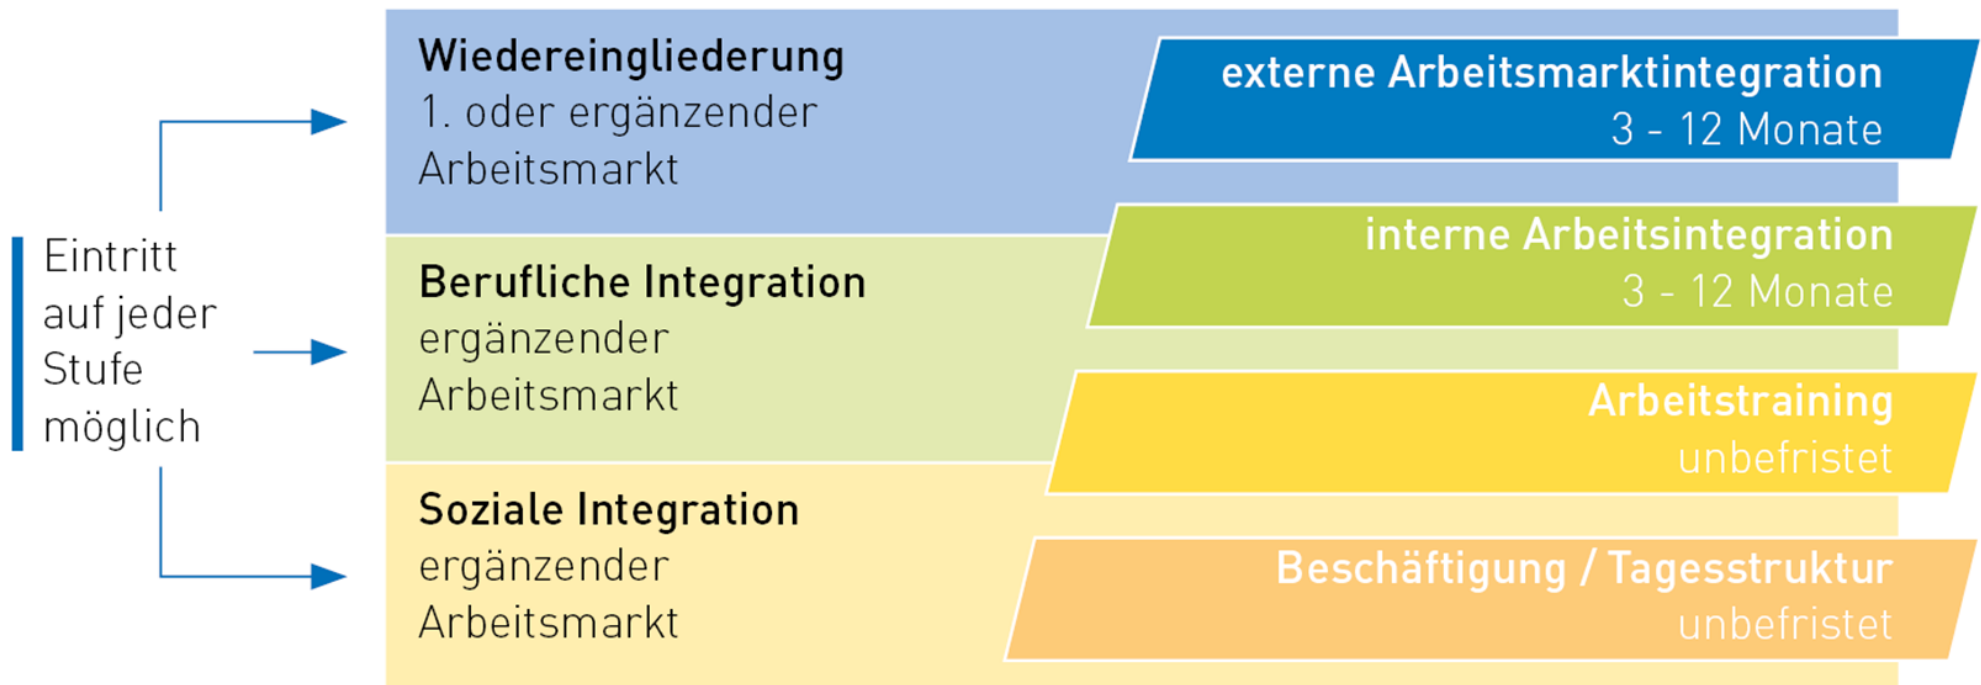 Eintritt
auf jeder
Stufe
möglich
Wiedereingliederung
1. oder ergänzender
Arbeitsmarkt
externe Arbeitsmarktintegration
3 - 12 Monate
interne Arbeitsintegration
3 - 12 Monate
Berufliche Integration
ergänzender
Arbeitsmarkt
Arbeitstraining
unbefristet
Soziale Integration
ergänzender
Arbeitsmarkt
Beschäftigung / Tagesstruktur
unbefristet